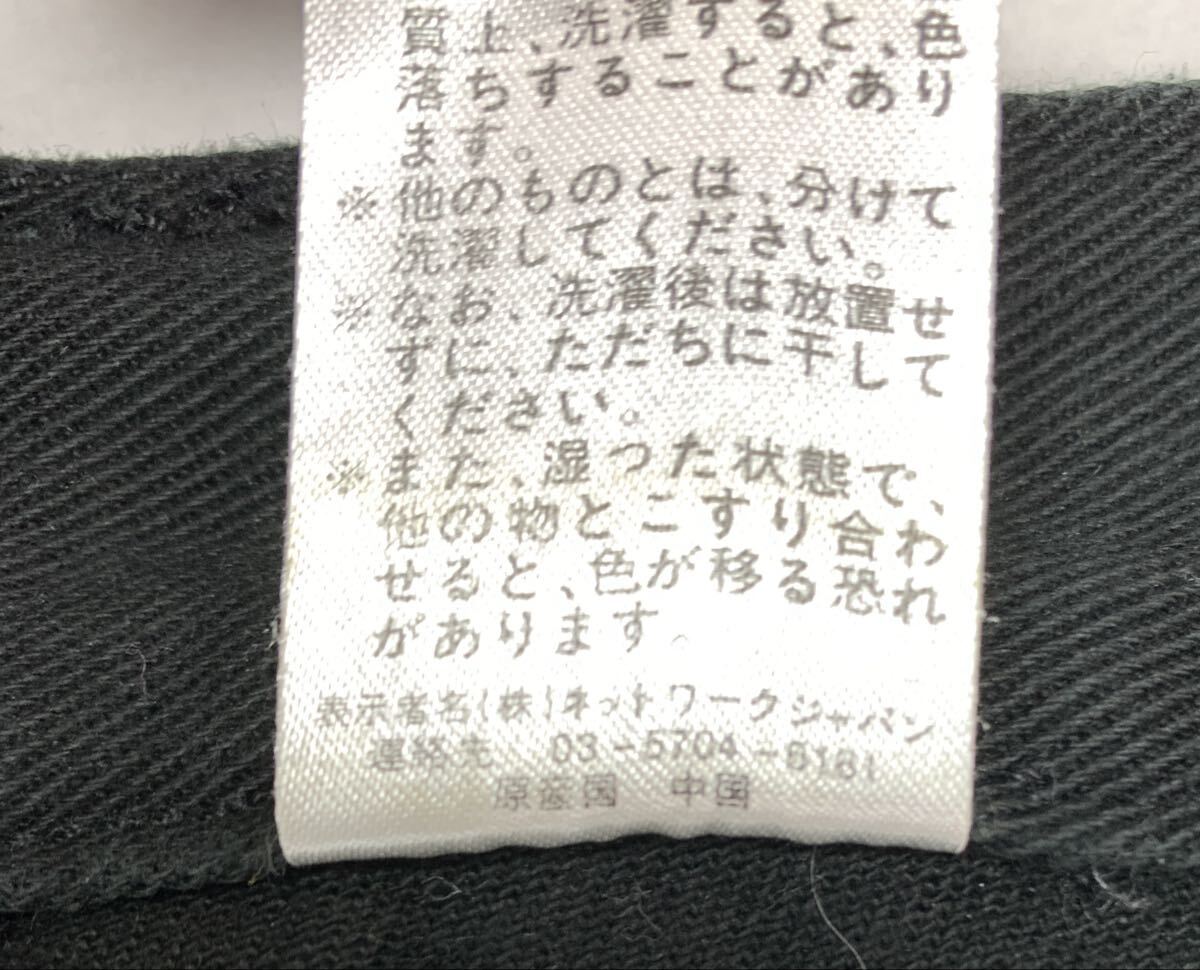 質上、洗濯すると、色
落ち、することがあり
ます。
※他のものとは、分けて
洗濯してください。
※なお、洗濯後は放置せ
ずに、ただちに干して
ください。
※また、湿った状態で、
他の物とこすり合わ
せると、色が移る恐れ
があります。
表示者名(株)ネットワークジャパン
連絡先 03-5704-8181
原産国 中国